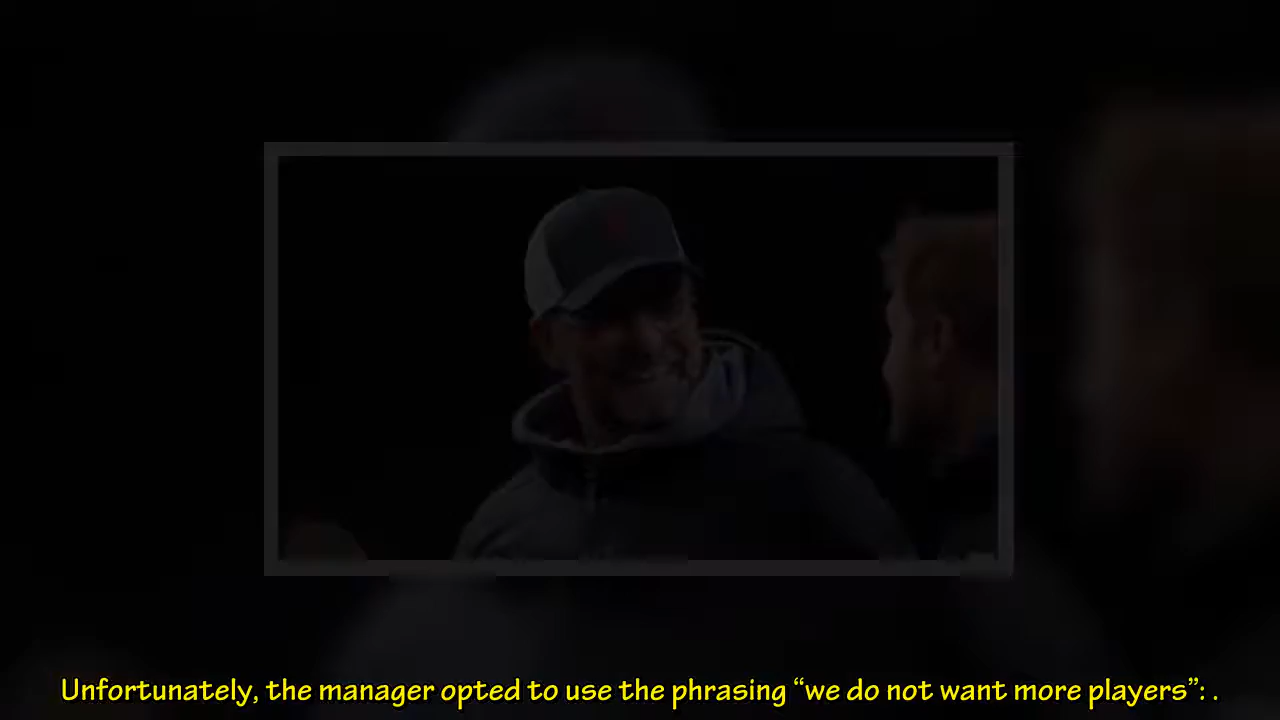 Unfortunately, the manager opted to use the phrasing “we do not want more players”: .